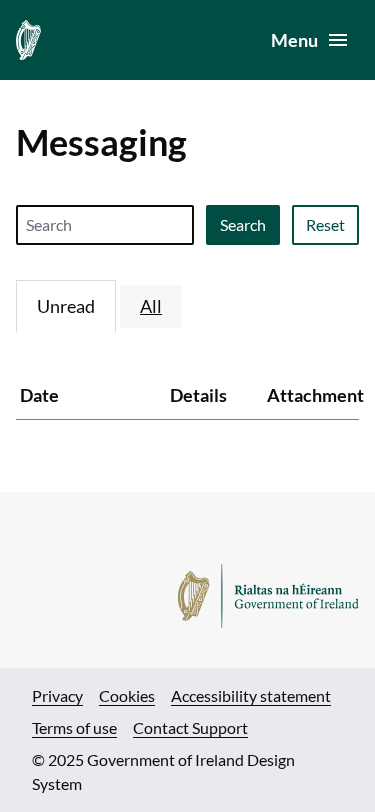 Menu
Messaging
Search
Search
Reset
Unread
All
Date
Details
Attachment
Rialtas na hÉireann
Government of Ireland
Privacy
Cookies
Accessibility statement
Terms of use
Contact Support
© 2025 Government of Ireland Design
System